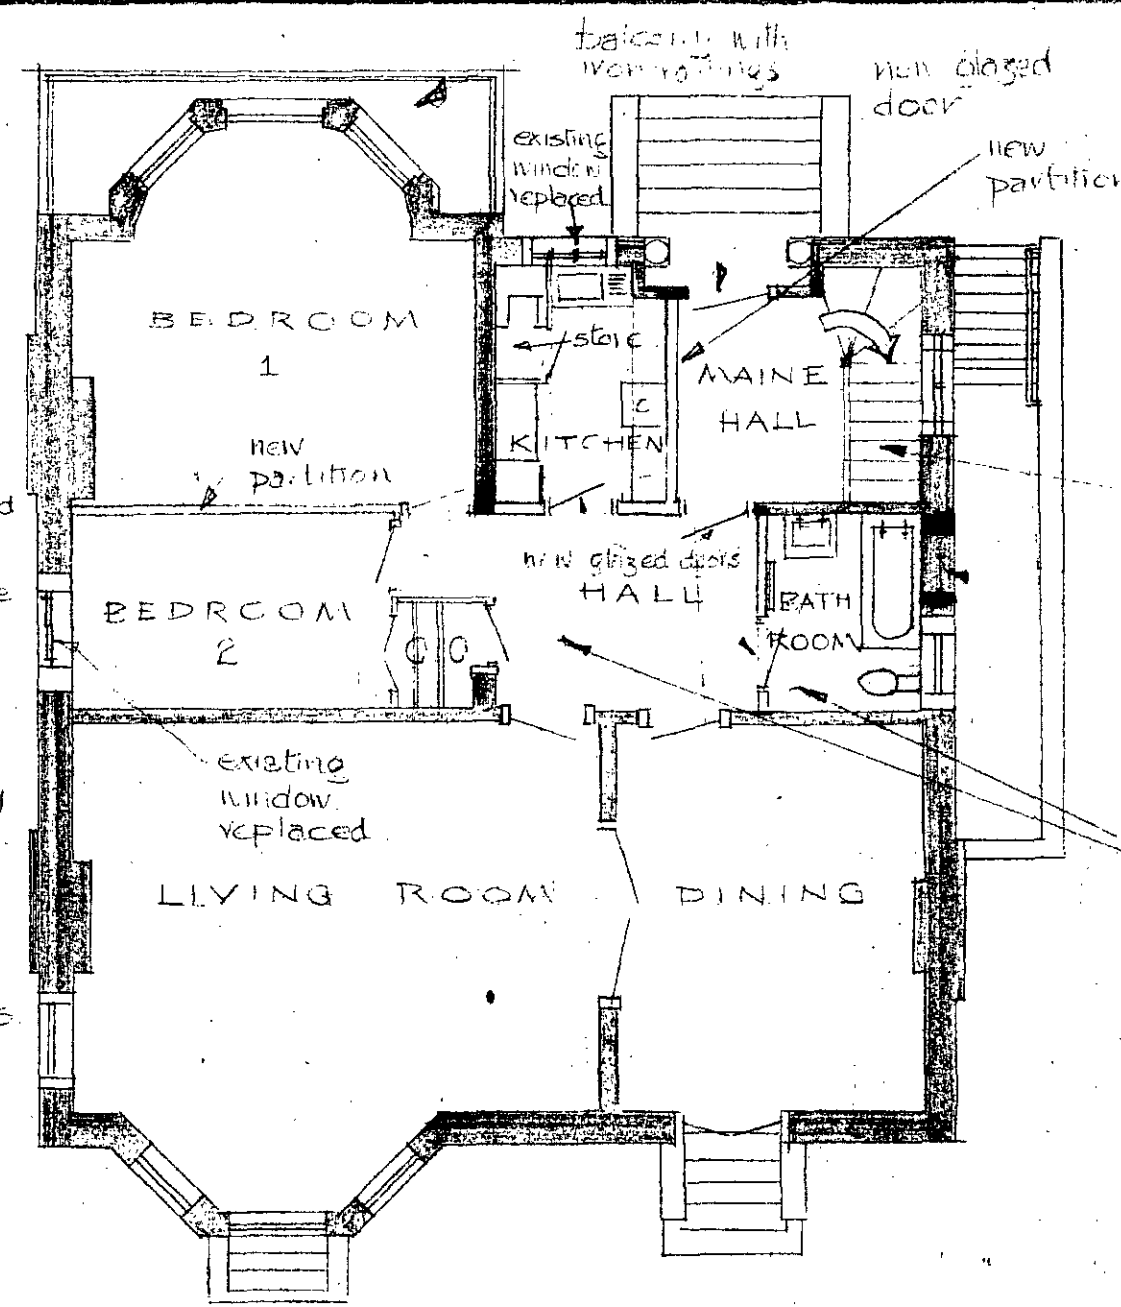 balcony with
iron railings
new glazed
door
existing
window
replaced
new
partition
BEDROOM
1
store
MAINE
HALL
C
KITCHEN
new
partition
new glazed doors
HALL
BATH
ROOM
BEDROOM
2
existing
window
replaced
LIVING ROOM
DINING